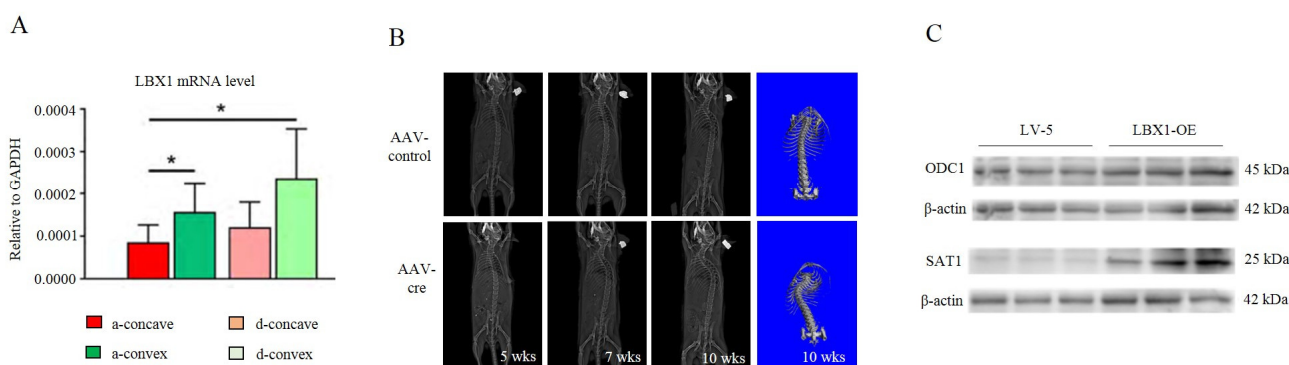 A
LBX1 mRNA level
Relative to GAPDH
0.0004
0.0003
0.0002
0.0001
0.0000
*
*
a-concave
d-concave
a-convex
d-convex
B
AAV-
control
AAV-
cre
5 wks
7 wks
10 wks
10 wks
C
LV-5
LBX1-OE
ODC1
45 kDa
β-actin
42 kDa
SAT1
25 kDa
β-actin
42 kDa